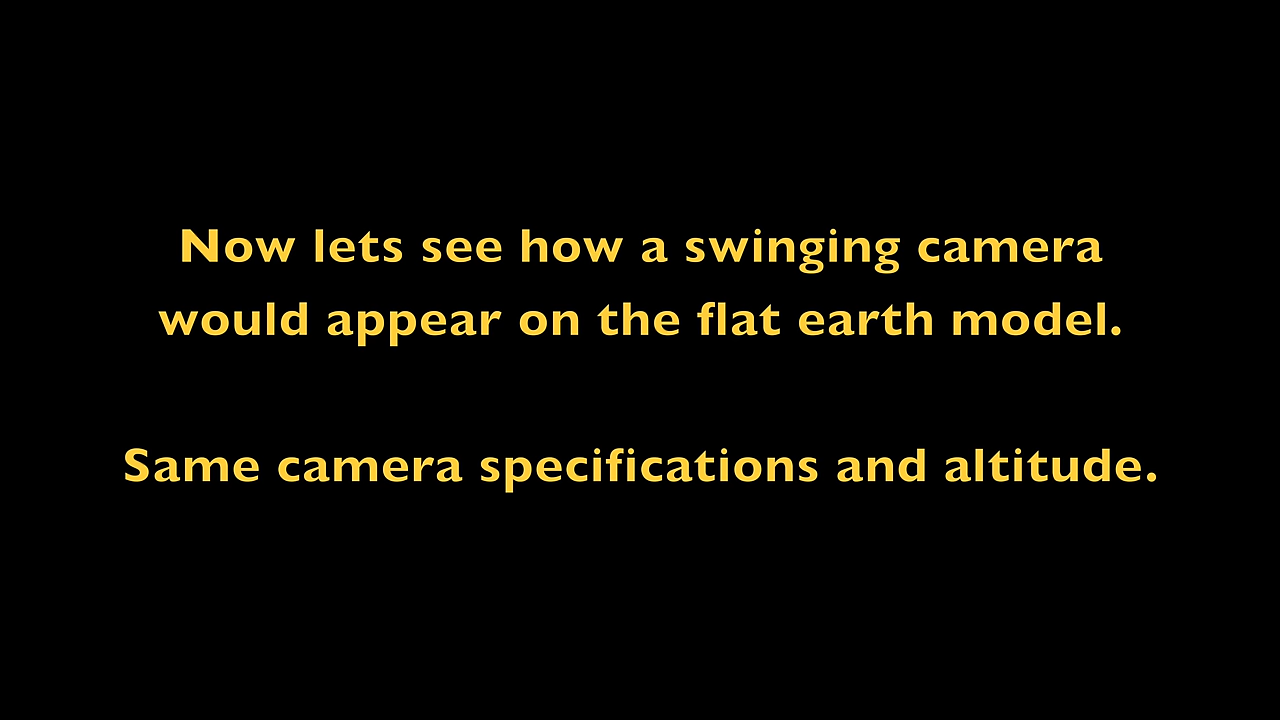 Now lets see how a swinging camera
would appear on the flat earth model.
Same camera specifications and altitude.